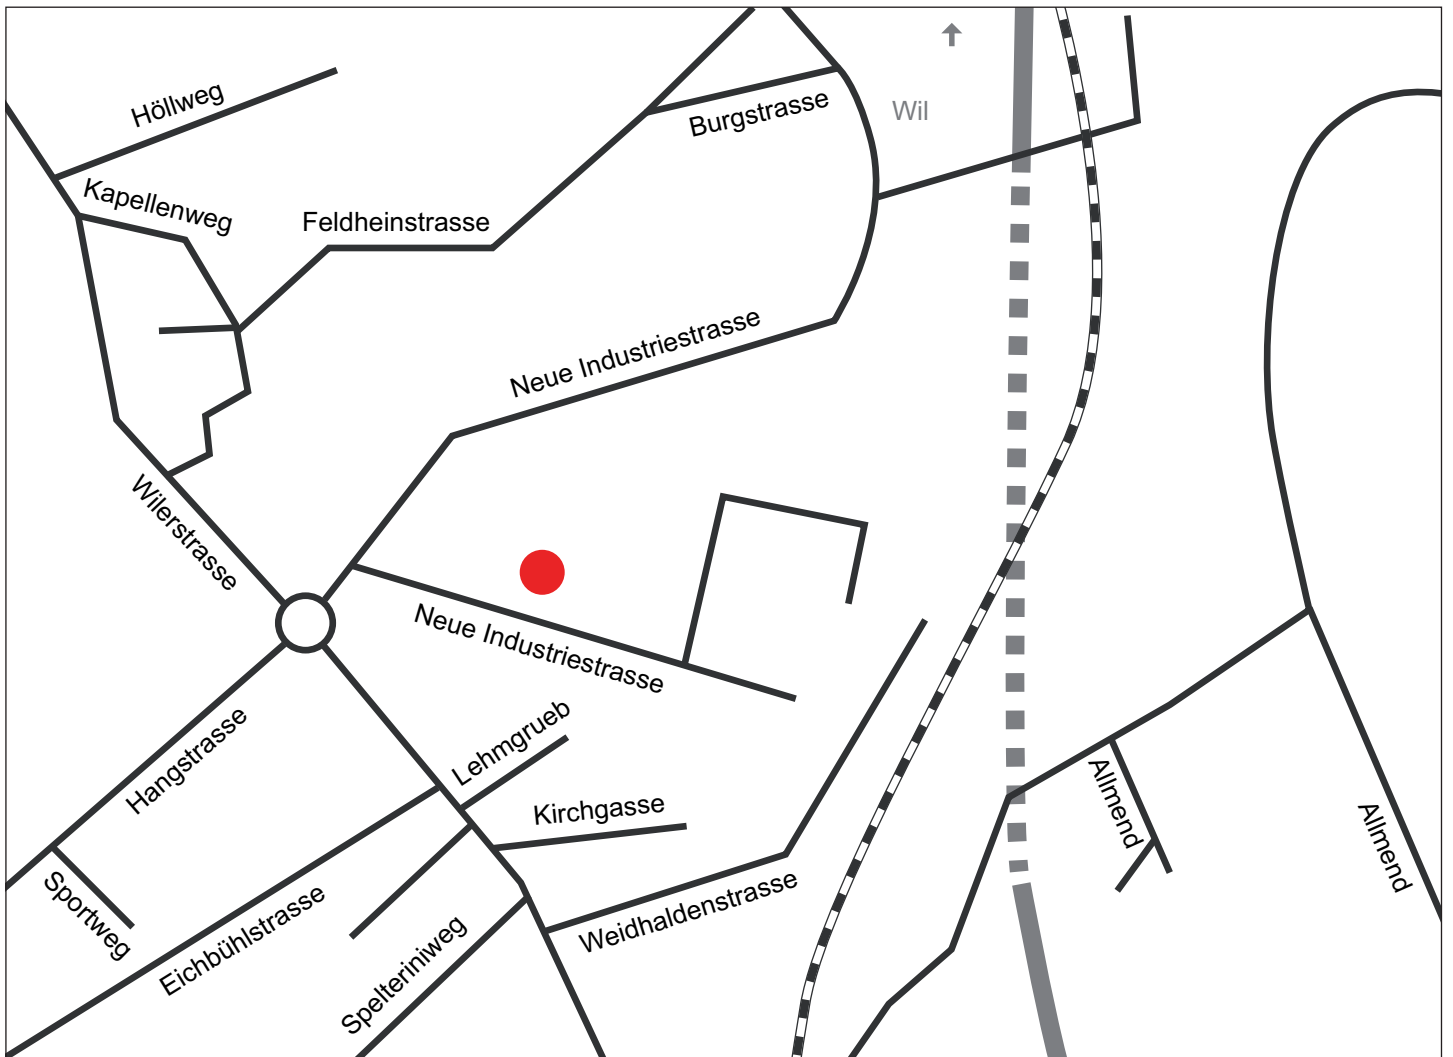 Höllweg
Burgstrasse
Wil
Kapellenweg
Feldheinstrasse
Neue Industriestrasse
Wilerstrasse
Neue Industriestrasse
Lehmgrueb
Hangstrasse
Kirchgasse
Allmend
Allmend
Sportweg
Eichbühlstrasse
Weidhaldenstrasse
Spelteriniweg